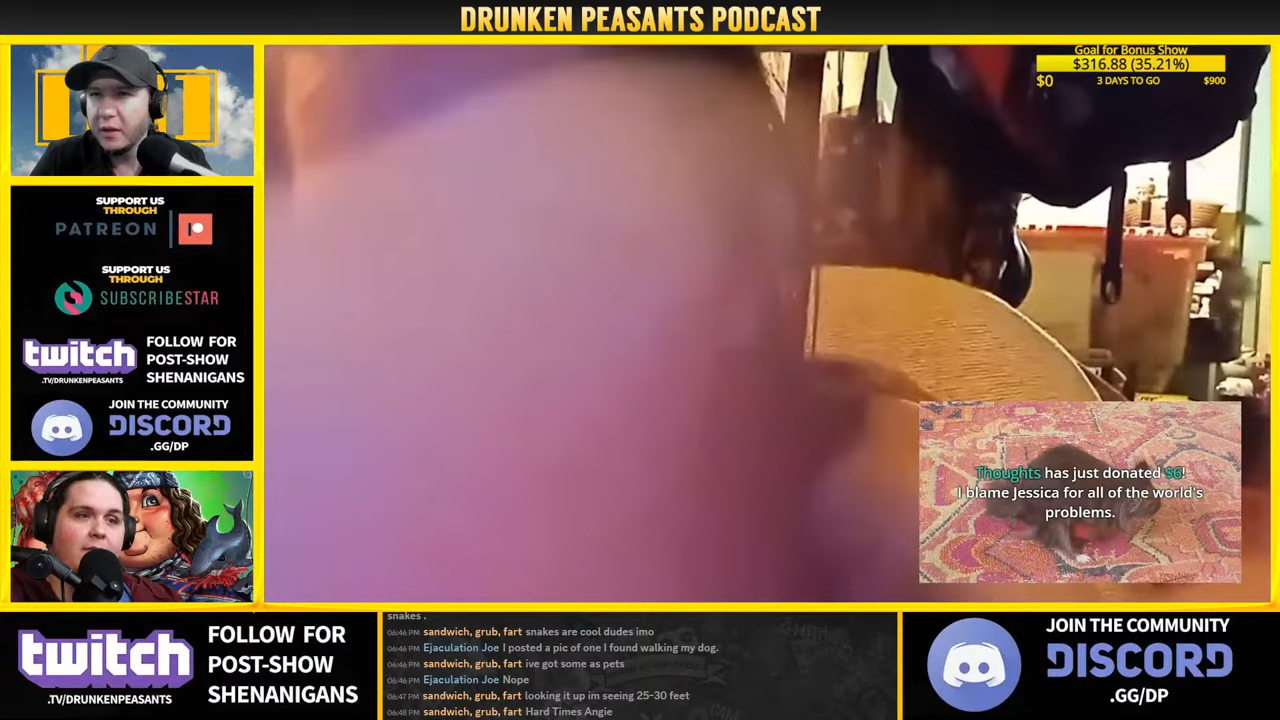 DRUNKEN PEASANTS PODCAST
Goal for Bonus Show
$316.88 (35.21%)
$0
3 DAYS TO GO
$900
SUPPORT US
THROUGH
PATREON
SUPPORT US
THROUGH
SUBSCRIBESTAR
twitch
.TV/DRUNKENPEASANTS
FOLLOW FOR
POST-SHOW
SHENANIGANS
JOIN THE COMMUNITY
DISCORD
.GG/DP
Thoughts has just donated $6!
I blame Jessica for all of the world's
problems.
twitch
.TV/DRUNKENPEASANTS
FOLLOW FOR
POST-SHOW
SHENANIGANS
snakes .
06:46 PM sandwich, grub, fart snakes are cool dudes imo
06:46 PM Ejaculation Joe I posted a pic of one I found walking my dog.
06:46 PM sandwich, grub, fart ive got some as pets
06:46 PM Ejaculation Joe Nope
06:47 PM sandwich, grub, fart looking it up im seeing 25-30 feet
06:48 PM sandwich, grub, fart Hard Times Angie
JOIN THE COMMUNITY
DISCORD
.GG/DP